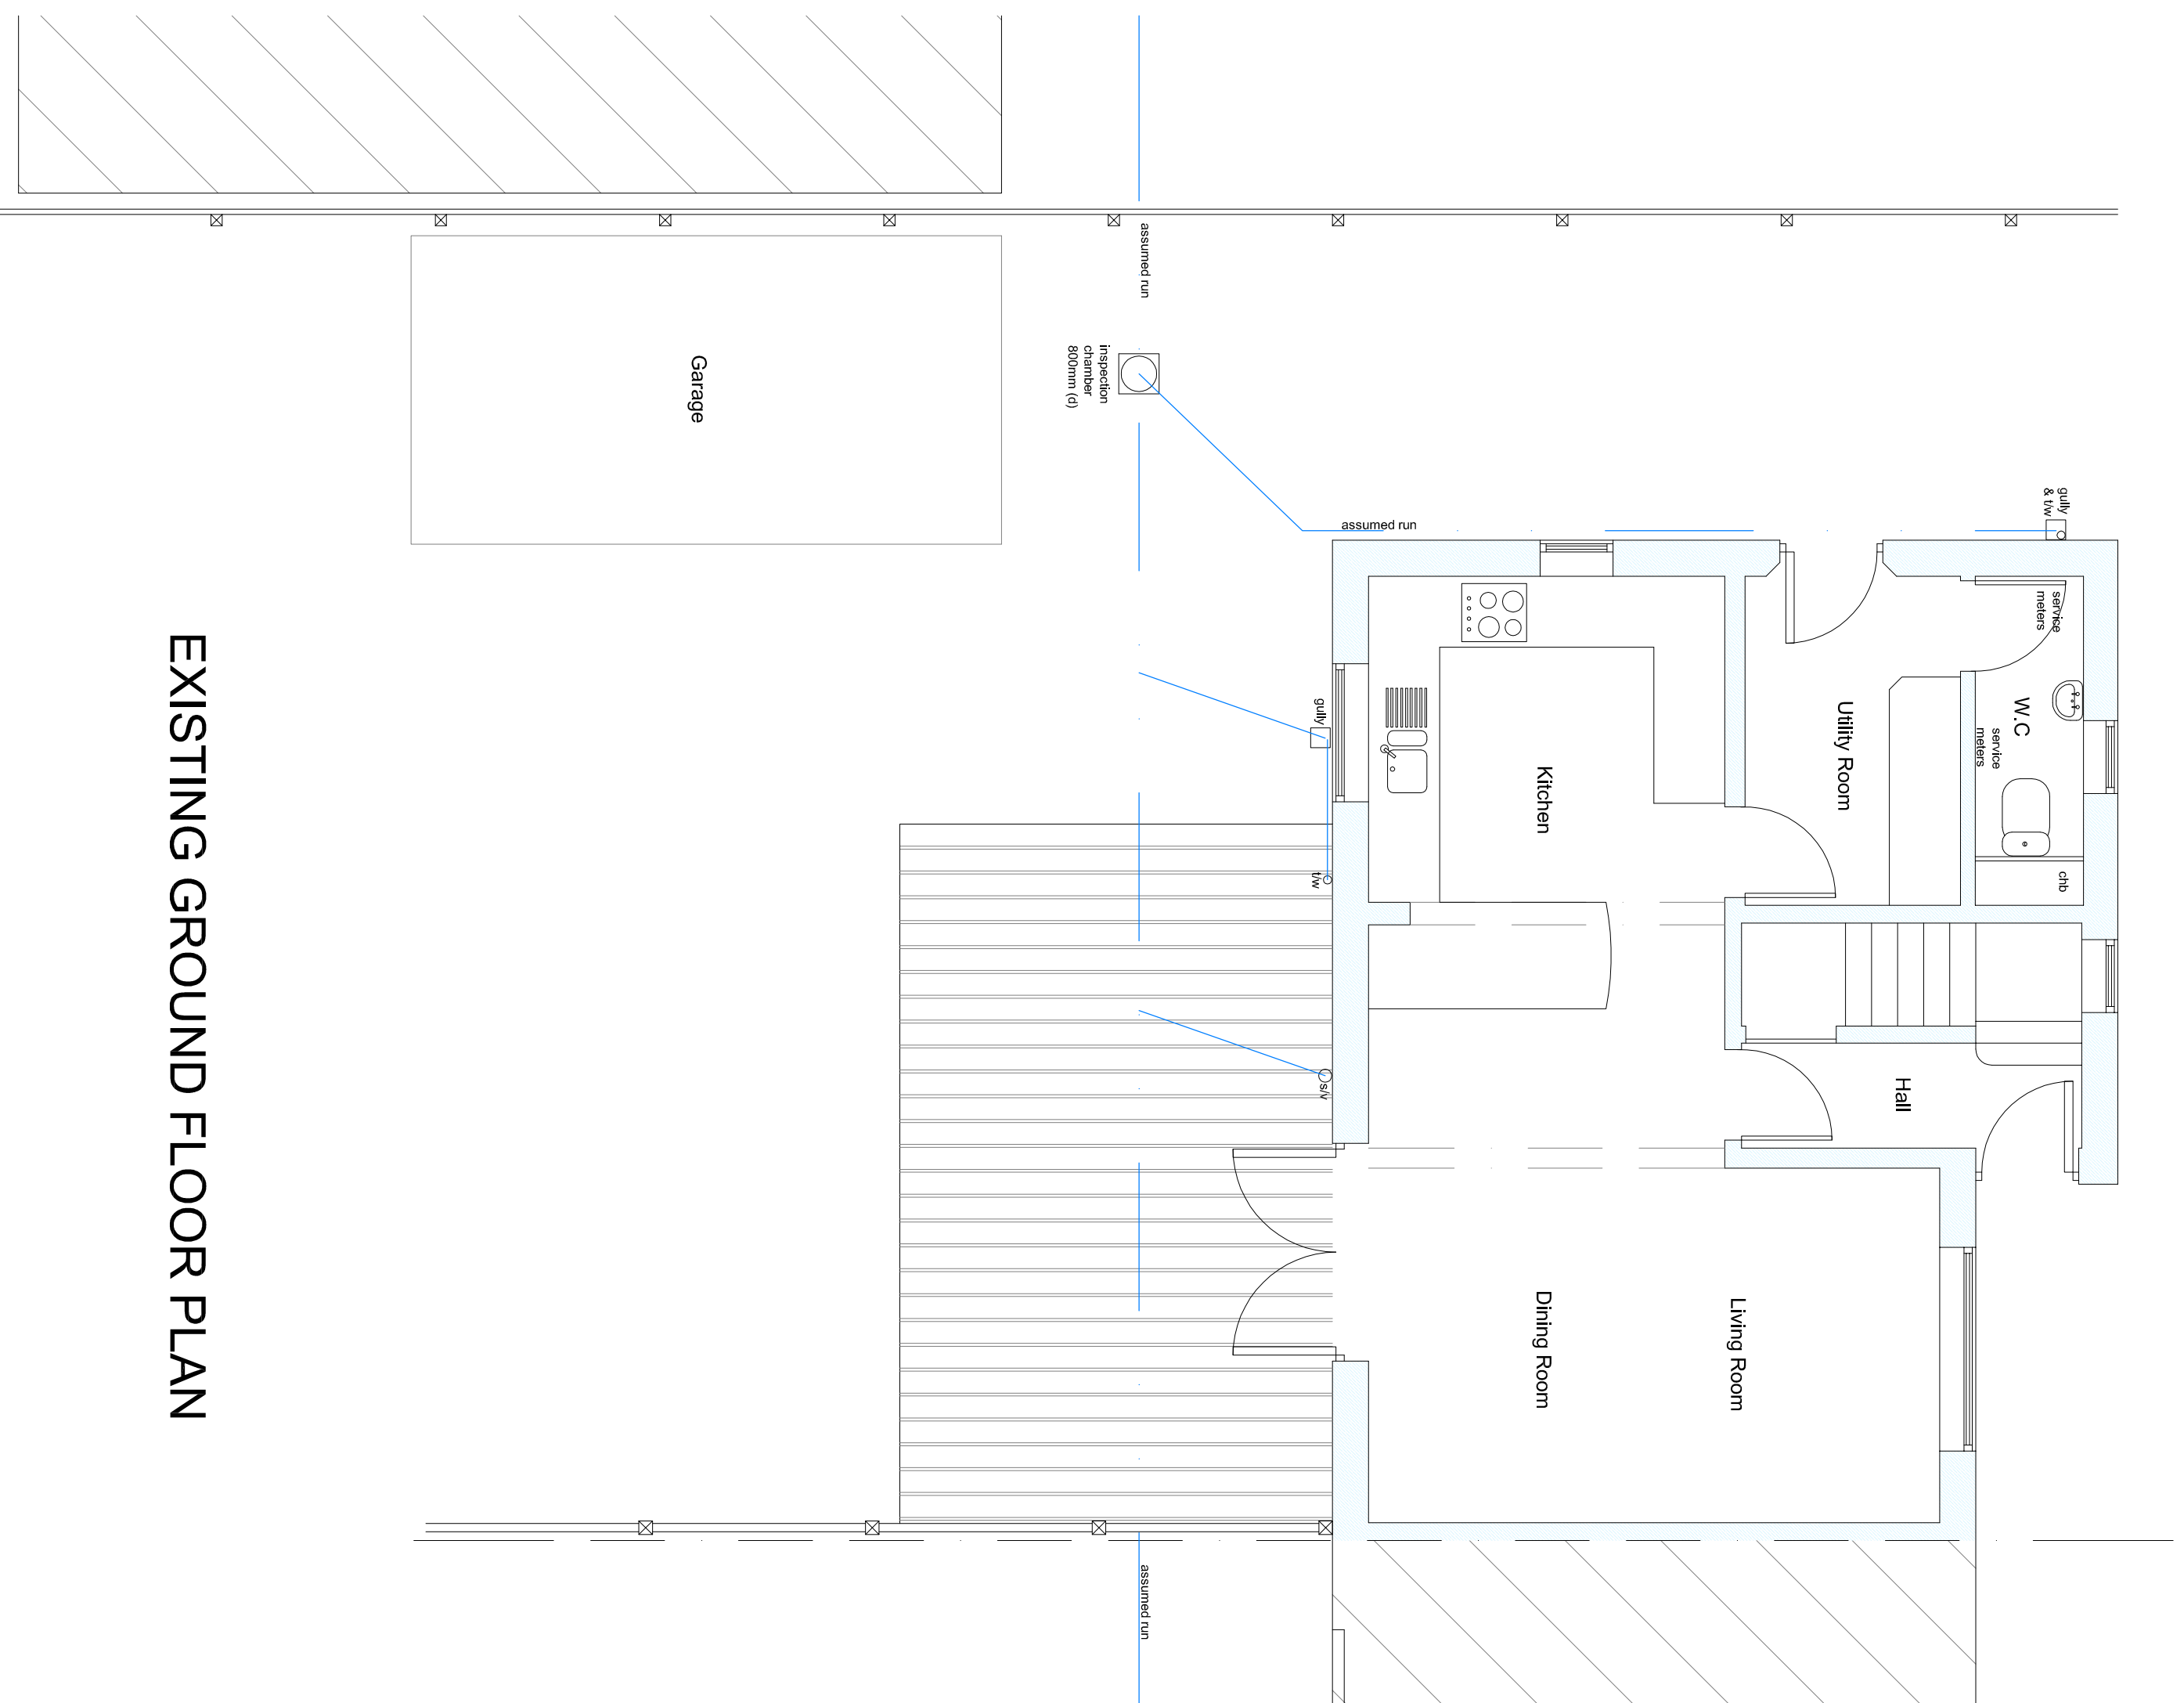 service
meters
W.C
service
meters
chb
gully
& t/w
Utility Room
Hall
Living Room
Kitchen
Dining Room
assumed run
gully
t/w
s/v
assumed run
inspection
chamber
800mm (d)
assumed run
Garage
EXISTING GROUND FLOOR PLAN